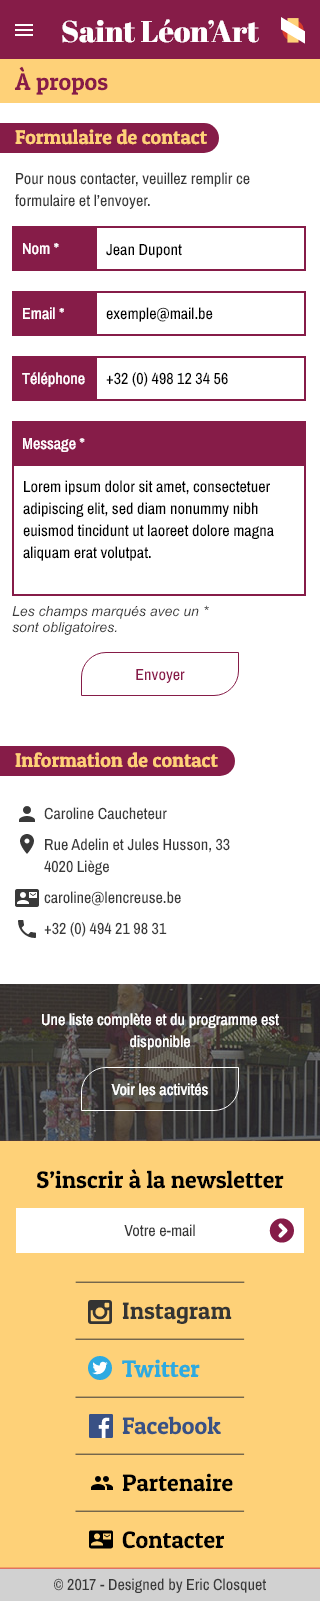 Saint Léon’Art
À propos
Formulaire de contact
Pour nous contacter, veuillez remplir ce
formulaire et l’envoyer.
Nom *
Jean Dupont
Email *
exemple@mail.be
Téléphone
+32 (0) 498 12 34 56
Message *
Lorem ipsum dolor sit amet, consectetuer
adipiscing elit, sed diam nonummy nibh
euismod tincidunt ut laoreet dolore magna
aliquam erat volutpat.
Les champs marqués avec un *
sont obligatoires.
Envoyer
Information de contact
Caroline Caucheteur
Rue Adelin et Jules Husson, 33
4020 Liège
caroline@lencreuse.be
+32 (0) 494 21 98 31
Une liste complète et du programme est
disponible
Voir les activités
S’inscrir à la newsletter
Votre e-mail
Instagram
Twitter
Facebook
Partenaire
Contacter
© 2017 - Designed by Eric Closquet